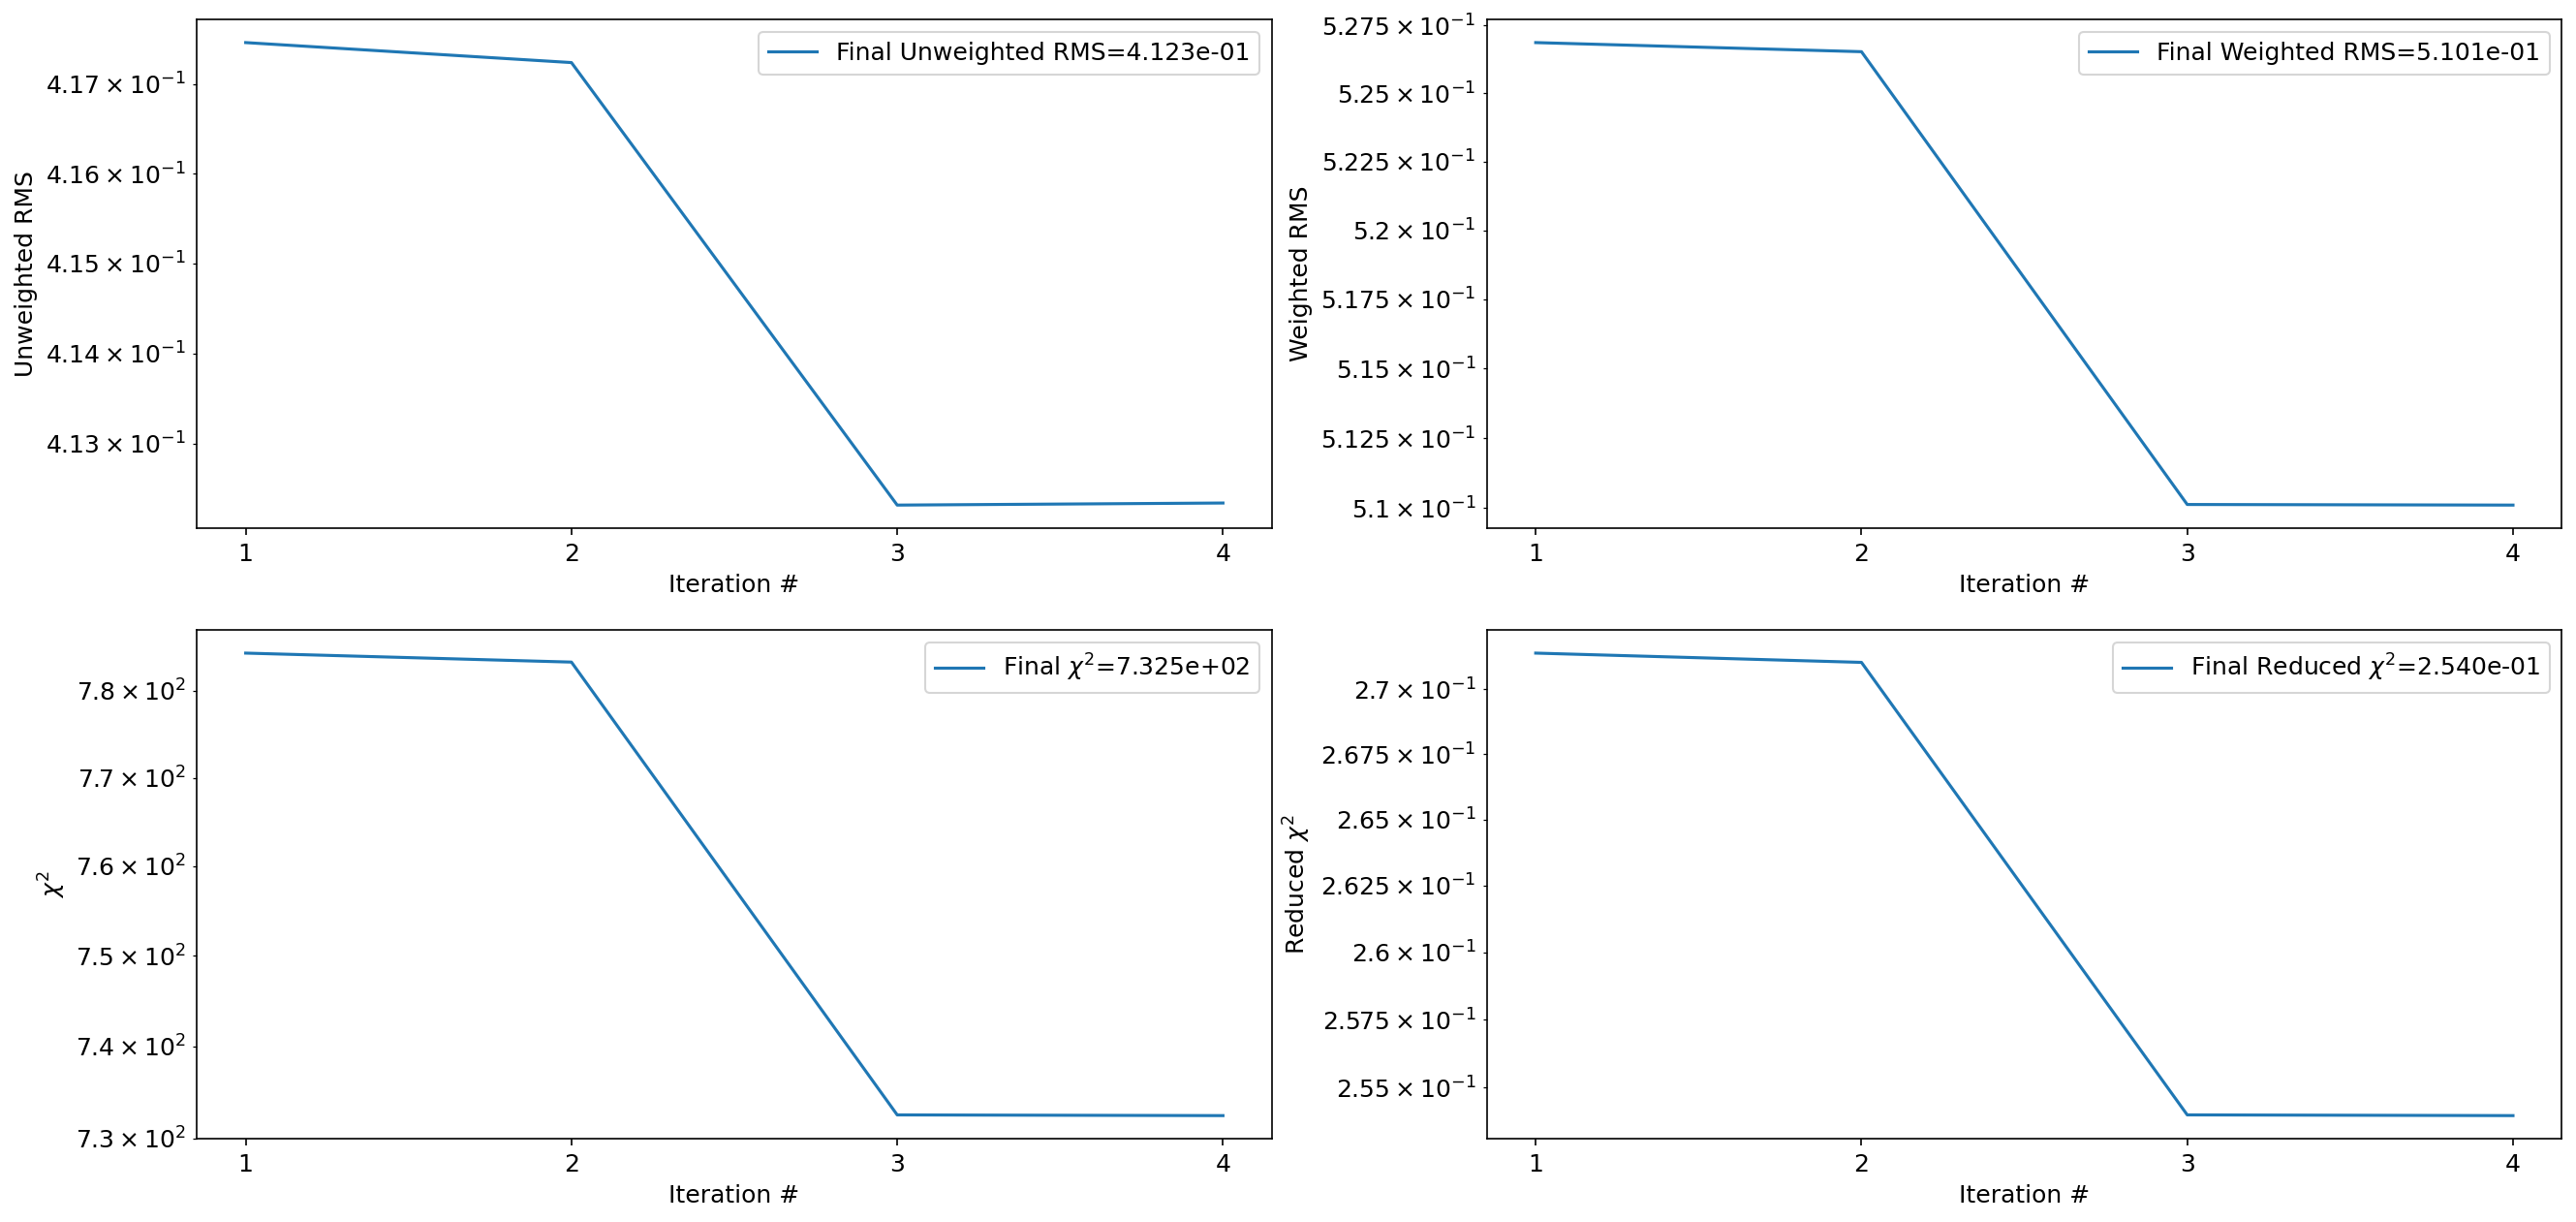 Final Unweighted RMS=4.123e-01
4.17 × 10⁻¹
4.16 × 10⁻¹
4.15 × 10⁻¹
4.14 × 10⁻¹
4.13 × 10⁻¹
Unweighted RMS
1 2 3 4
Iteration #
Final Weighted RMS=5.101e-01
5.275 × 10⁻¹
5.25 × 10⁻¹
5.225 × 10⁻¹
5.2 × 10⁻¹
5.175 × 10⁻¹
5.15 × 10⁻¹
5.125 × 10⁻¹
5.1 × 10⁻¹
Weighted RMS
1 2 3 4
Iteration #
Final χ²=7.325e+02
7.8 × 10²
7.7 × 10²
7.6 × 10²
7.5 × 10²
7.4 × 10²
7.3 × 10²
χ²
1 2 3 4
Iteration #
Final Reduced χ²=2.540e-01
2.7 × 10⁻¹
2.675 × 10⁻¹
2.65 × 10⁻¹
2.625 × 10⁻¹
2.6 × 10⁻¹
2.575 × 10⁻¹
2.55 × 10⁻¹
Reduced χ²
1 2 3 4
Iteration #